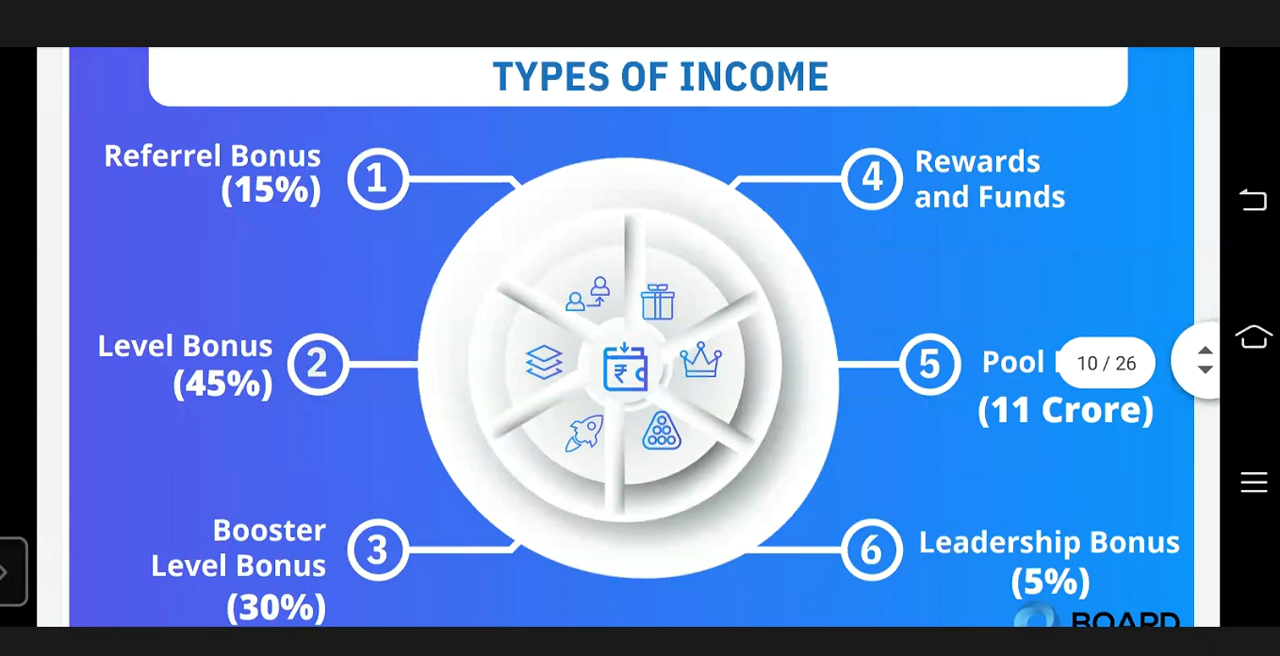 TYPES OF INCOME
Referrel Bonus
(15%)
1
Level Bonus
(45%)
2
Booster
Level Bonus
(30%)
3
4
Rewards
and Funds
5
Pool
10 / 26
(11 Crore)
6
Leadership Bonus
(5%)
BOARD
₹